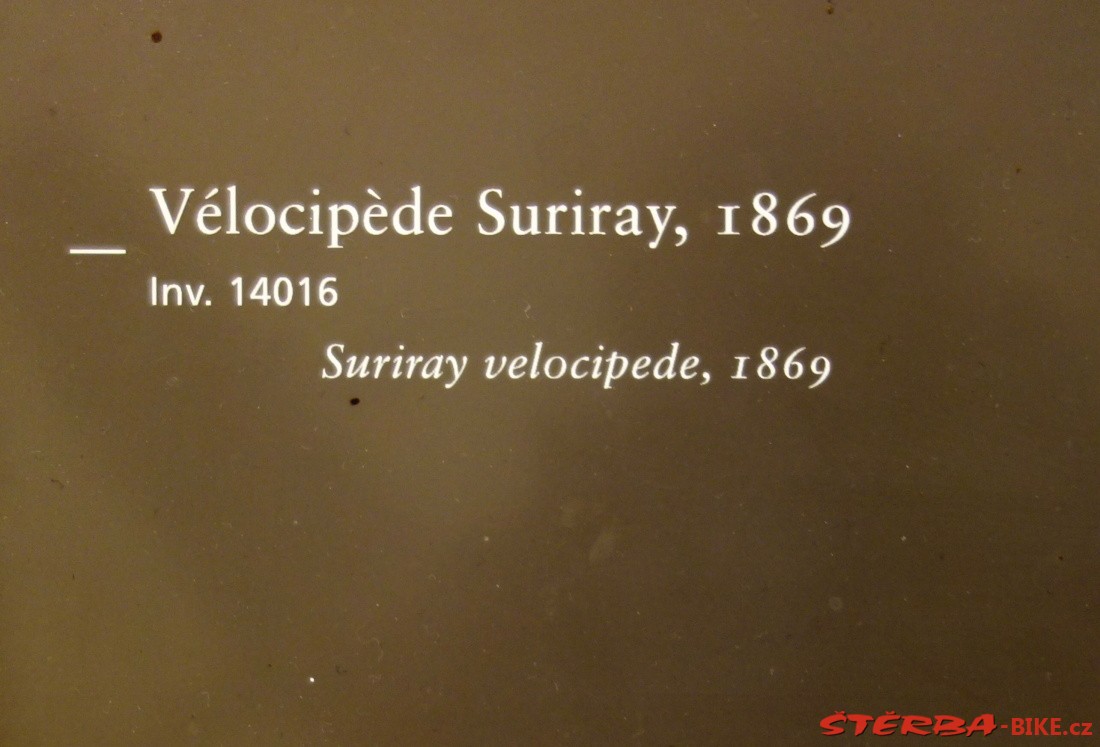 Vélocipède Suriray, 1869
Inv. 14016
Suriray velocipede, 1869
ŠTĚRBA-BIKE.cz